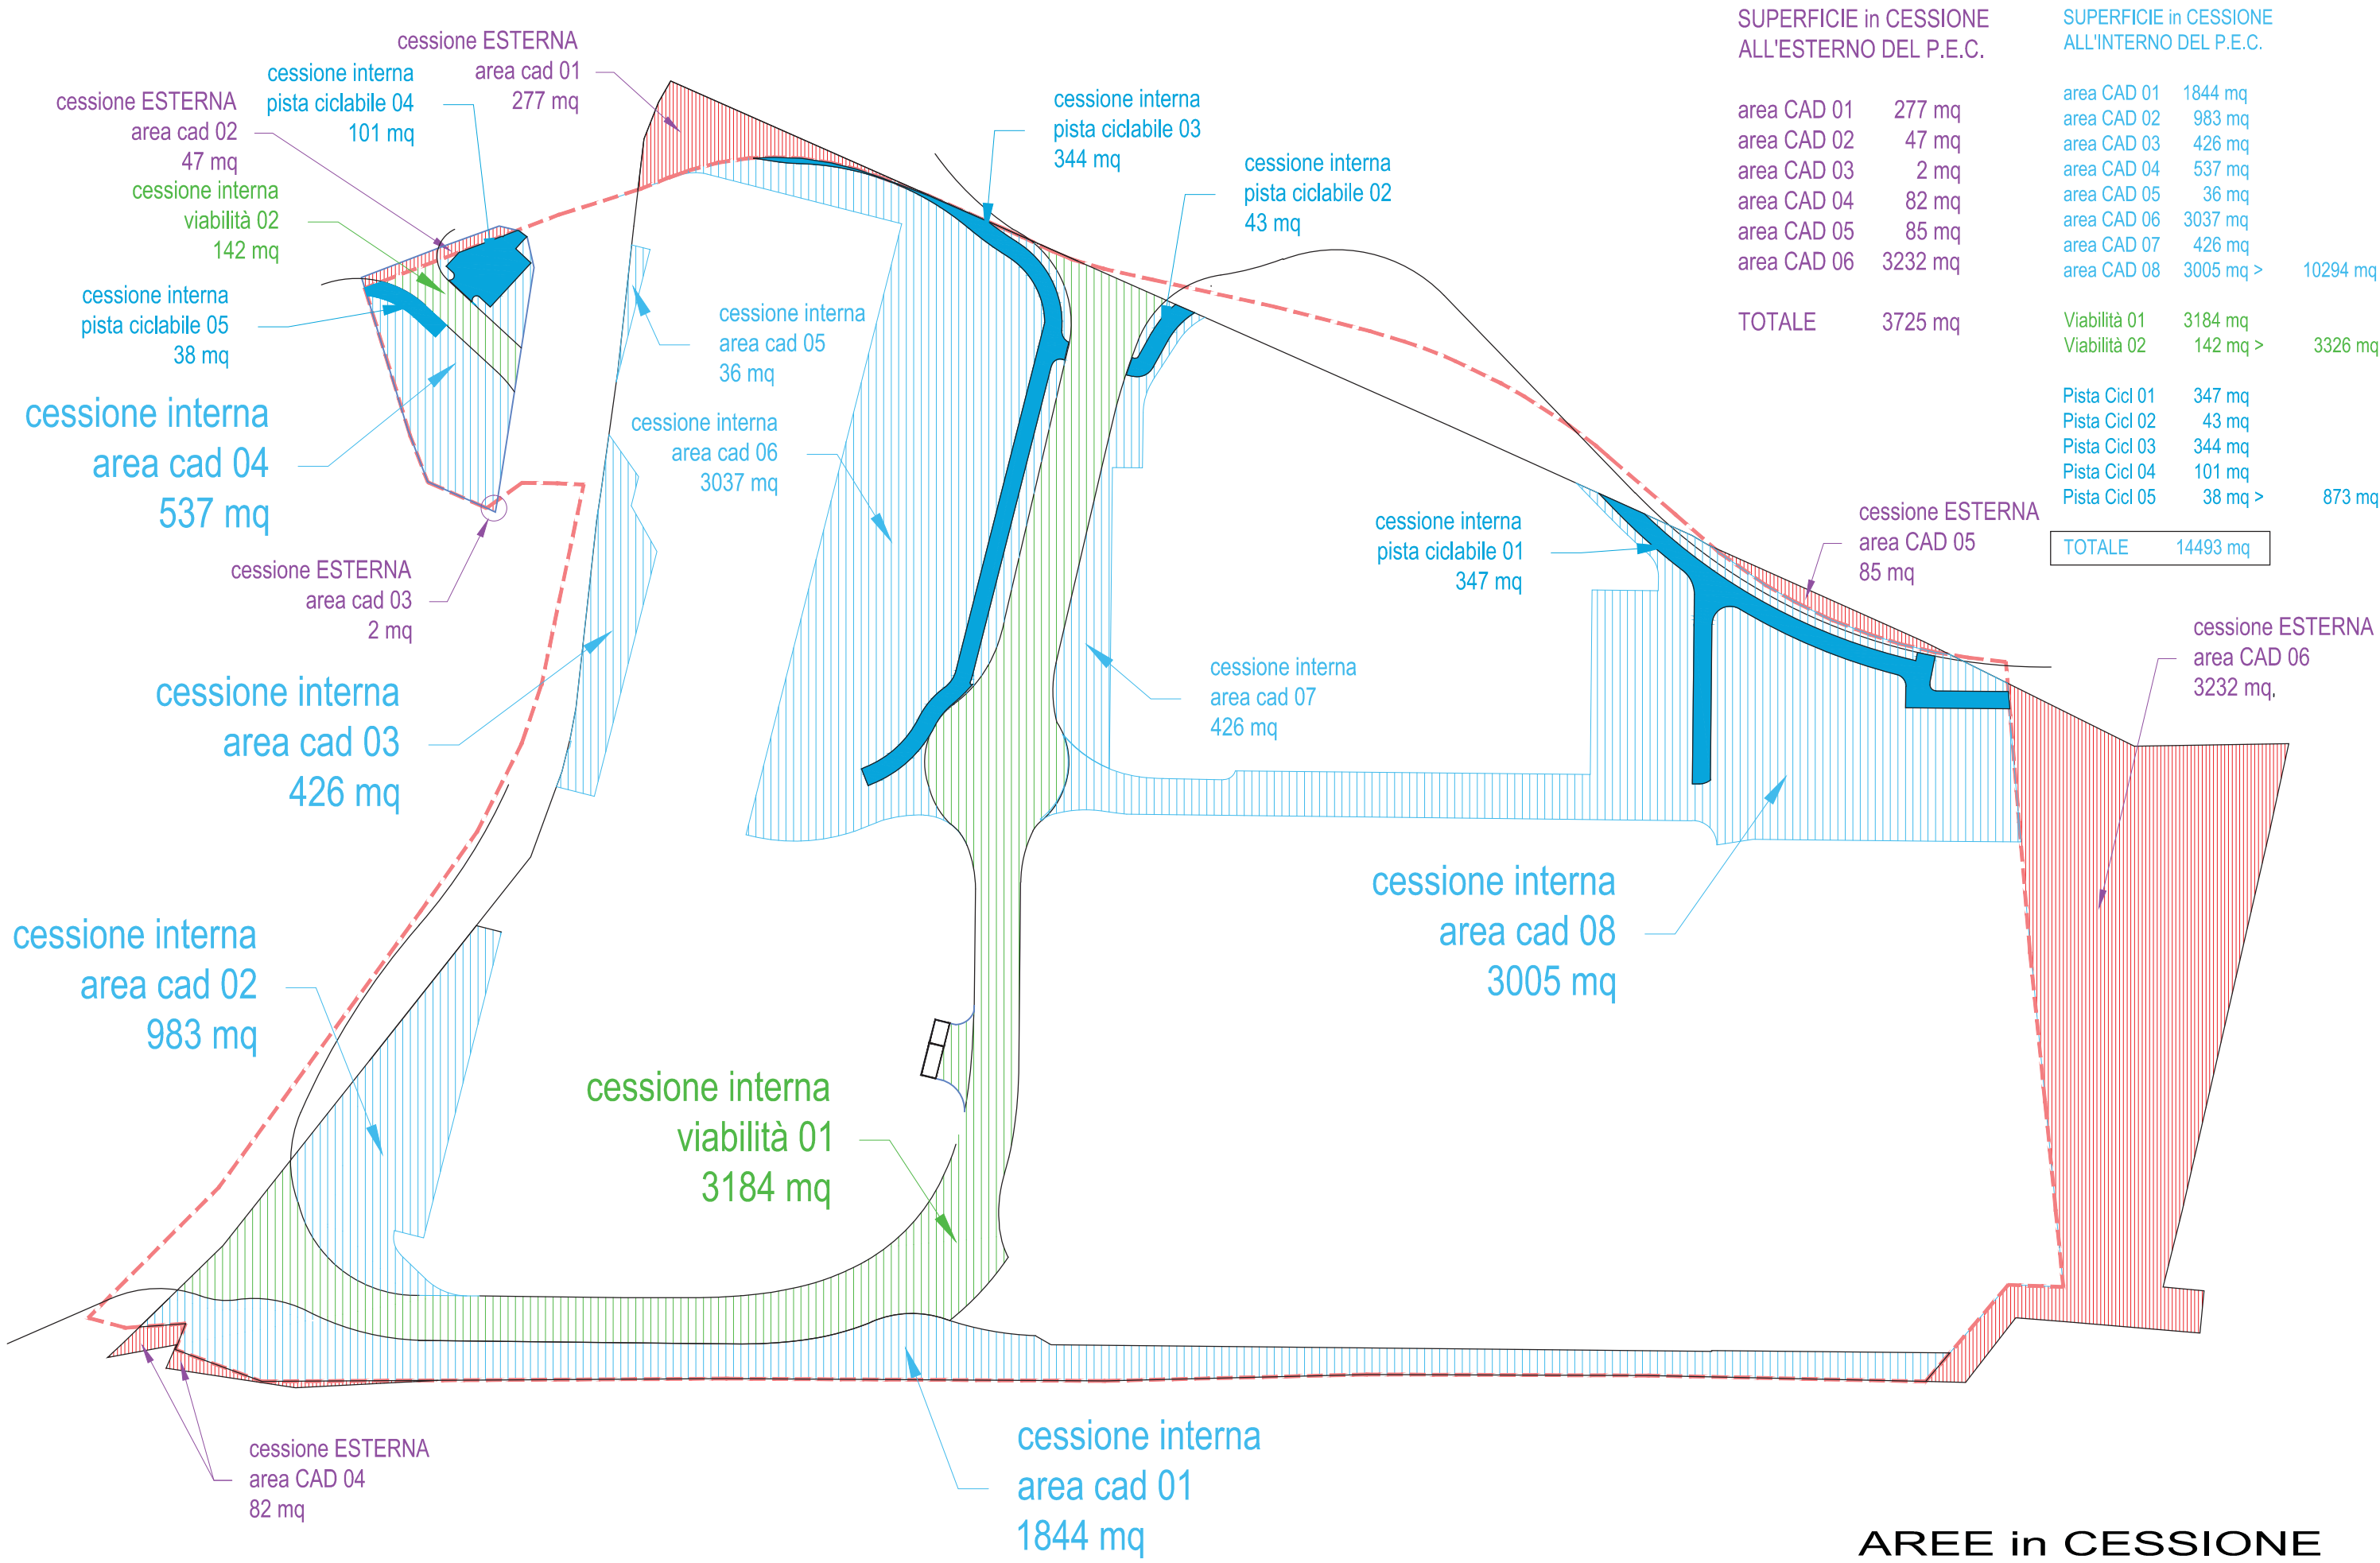 cessione ESTERNA
area cad 01
277 mq
cessione interna
pista ciclabile 04
101 mq
cessione ESTERNA
area cad 02
47 mq
cessione interna
viabilità 02
142 mq
cessione interna
pista ciclabile 05
38 mq
cessione interna
area cad 04
537 mq
cessione ESTERNA
area cad 03
2 mq
cessione interna
area cad 03
426 mq
cessione interna
area cad 02
983 mq
cessione interna
pista ciclabile 03
344 mq
cessione interna
pista ciclabile 02
43 mq
cessione interna
area cad 05
36 mq
cessione interna
area cad 06
3037 mq
cessione interna
pista ciclabile 01
347 mq
cessione interna
area cad 07
426 mq
cessione interna
area cad 08
3005 mq
cessione interna
viabilità 01
3184 mq
cessione ESTERNA
area CAD 04
82 mq
cessione interna
area cad 01
1844 mq
cessione ESTERNA
area CAD 05
85 mq
cessione ESTERNA
area CAD 06
3232 mq.
SUPERFICIE in CESSIONE
ALL'ESTERNO DEL P.E.C.
area CAD 01 277 mq
area CAD 02 47 mq
area CAD 03 2 mq
area CAD 04 82 mq
area CAD 05 85 mq
area CAD 06 3232 mq
TOTALE 3725 mq
SUPERFICIE in CESSIONE
ALL'INTERNO DEL P.E.C.
area CAD 01 1844 mq
area CAD 02 983 mq
area CAD 03 426 mq
area CAD 04 537 mq
area CAD 05 36 mq
area CAD 06 3037 mq
area CAD 07 426 mq
area CAD 08 3005 mq > 10294 mq
Viabilità 01 3184 mq
Viabilità 02 142 mq > 3326 mq
Pista Cicl 01 347 mq
Pista Cicl 02 43 mq
Pista Cicl 03 344 mq
Pista Cicl 04 101 mq
Pista Cicl 05 38 mq > 873 mq
TOTALE 14493 mq
AREE in CESSIONE